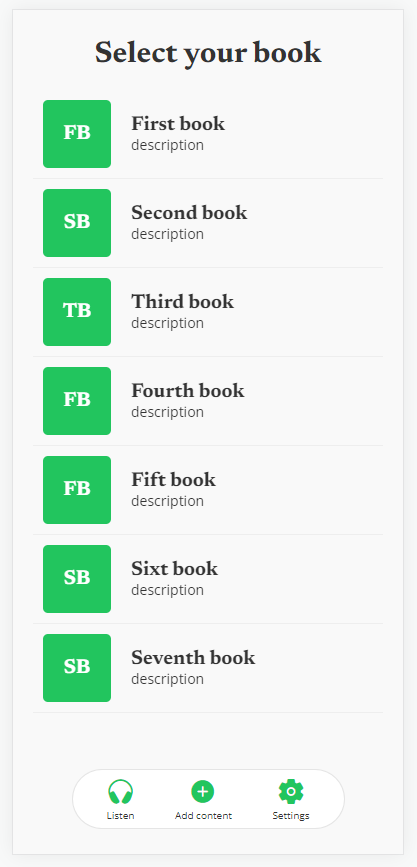 Select your book
FB
First book
description
SB
Second book
description
TB
Third book
description
FB
Fourth book
description
FB
Fift book
description
SB
Sixt book
description
SB
Seventh book
description
Listen
Add content
Settings